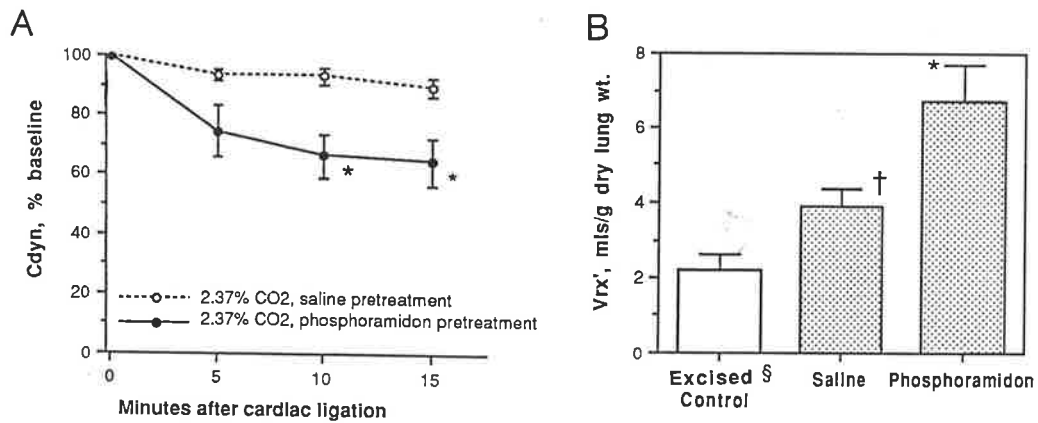 A
Cdyn, % baseline
100
80
60
40
20
0
*
*
2.37% CO2, saline pretreatment
2.37% CO2, phosphoramidon pretreatment
0 5 10 15
Minutes after cardiac ligation
B
Vrx', mls/g dry lung wt.
8
6
4
2
0
*
†
Excised § Saline Phosphoramidon
Control